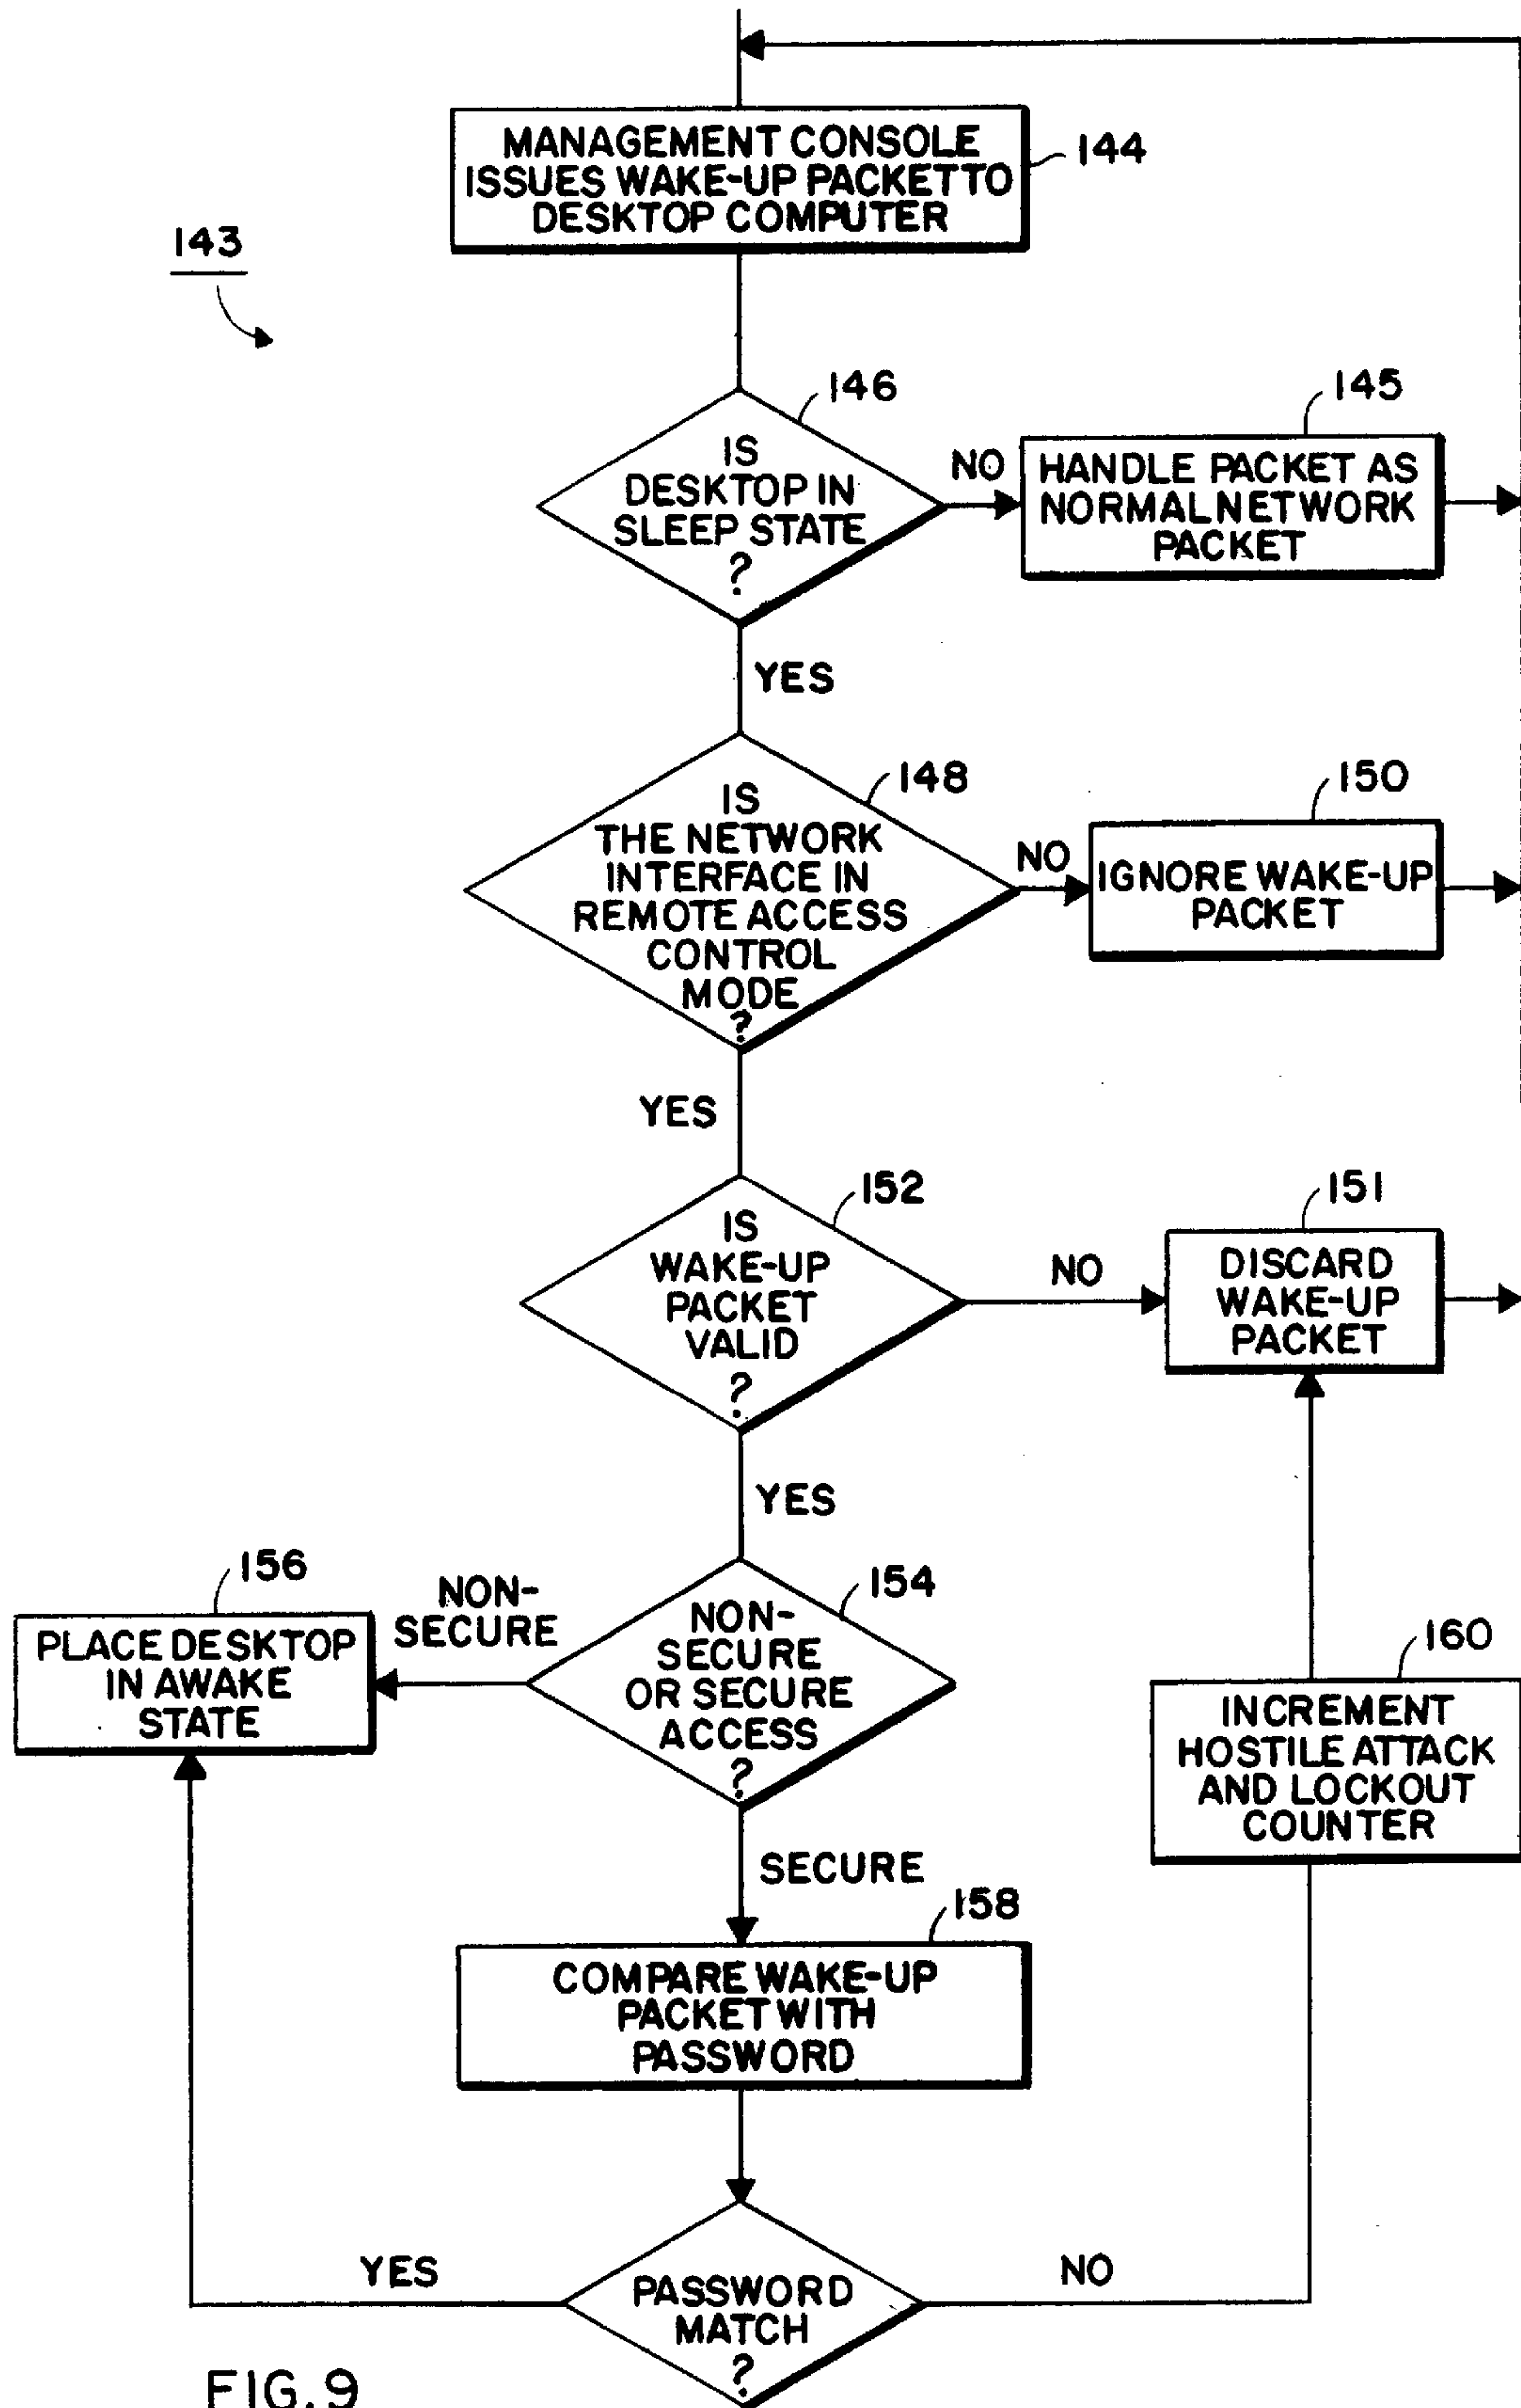 MANAGEMENT CONSOLE
ISSUES WAKE-UP PACKET TO
DESKTOP COMPUTER
144
143
146
IS
DESKTOP IN
SLEEP STATE
?
NO
145
HANDLE PACKET AS
NORMAL NETWORK
PACKET
YES
148
IS
THE NETWORK
INTERFACE IN
REMOTE ACCESS
CONTROL
MODE
?
NO
150
IGNORE WAKE-UP
PACKET
YES
152
IS
WAKE-UP
PACKET
VALID
?
NO
151
DISCARD
WAKE-UP
PACKET
YES
154
NON-
SECURE
OR SECURE
ACCESS
?
NON-
SECURE
156
PLACE DESKTOP
IN AWAKE
STATE
160
INCREMENT
HOSTILE ATTACK
AND LOCKOUT
COUNTER
SECURE
158
COMPARE WAKE-UP
PACKET WITH
PASSWORD
YES
PASSWORD
MATCH
?
NO
FIG.9